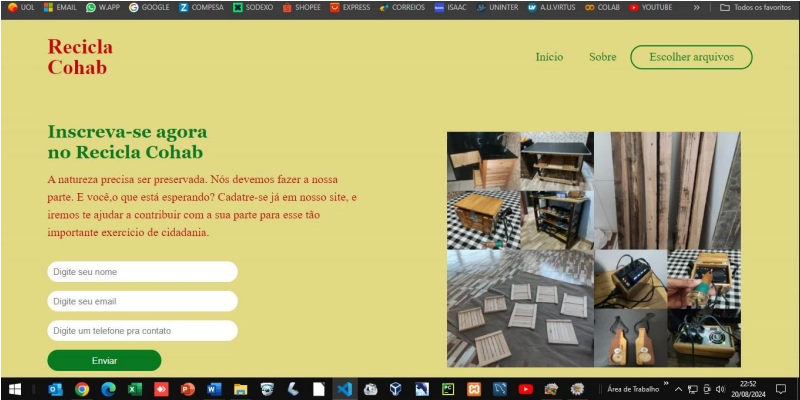 UOL EMAIL W.APP GOOGLE COMPESA SODEXO SHOPEE EXPRESS CORREIOS ISAAC UNINTER A.U.VIRTUS COLAB YOUTUBE » Todos os favoritos
Recicla
Cohab
Início Sobre Escolher arquivos
Inscreva-se agora
no Recicla Cohab
A natureza precisa ser preservada. Nós devemos fazer a nossa
parte. E você,o que está esperando? Cadatre-se já em nosso site, e
iremos te ajudar a contribuir com a sua parte para esse tão
importante exercicio de cidadania.
Digite seu nome
Digite seu email
Digite um telefone pra contato
Enviar
Área de Trabalho »
22:52
20/08/2024